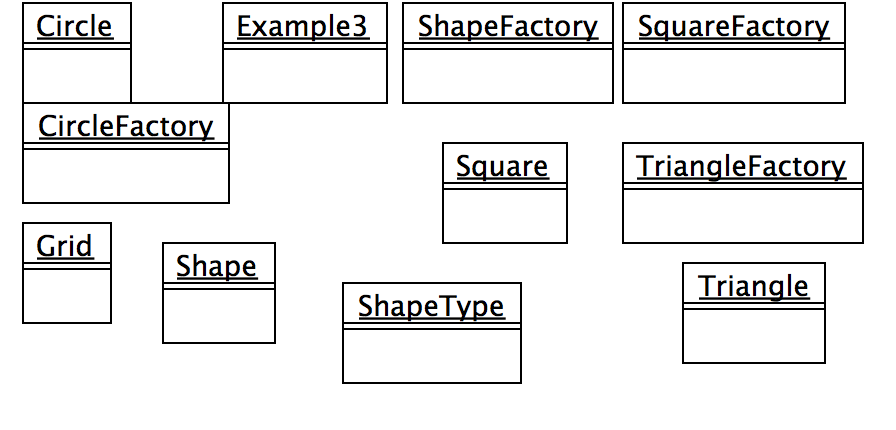 Circle
Example3
ShapeFactory
SquareFactory
CircleFactory
Square
TriangleFactory
Grid
Shape
ShapeType
Triangle